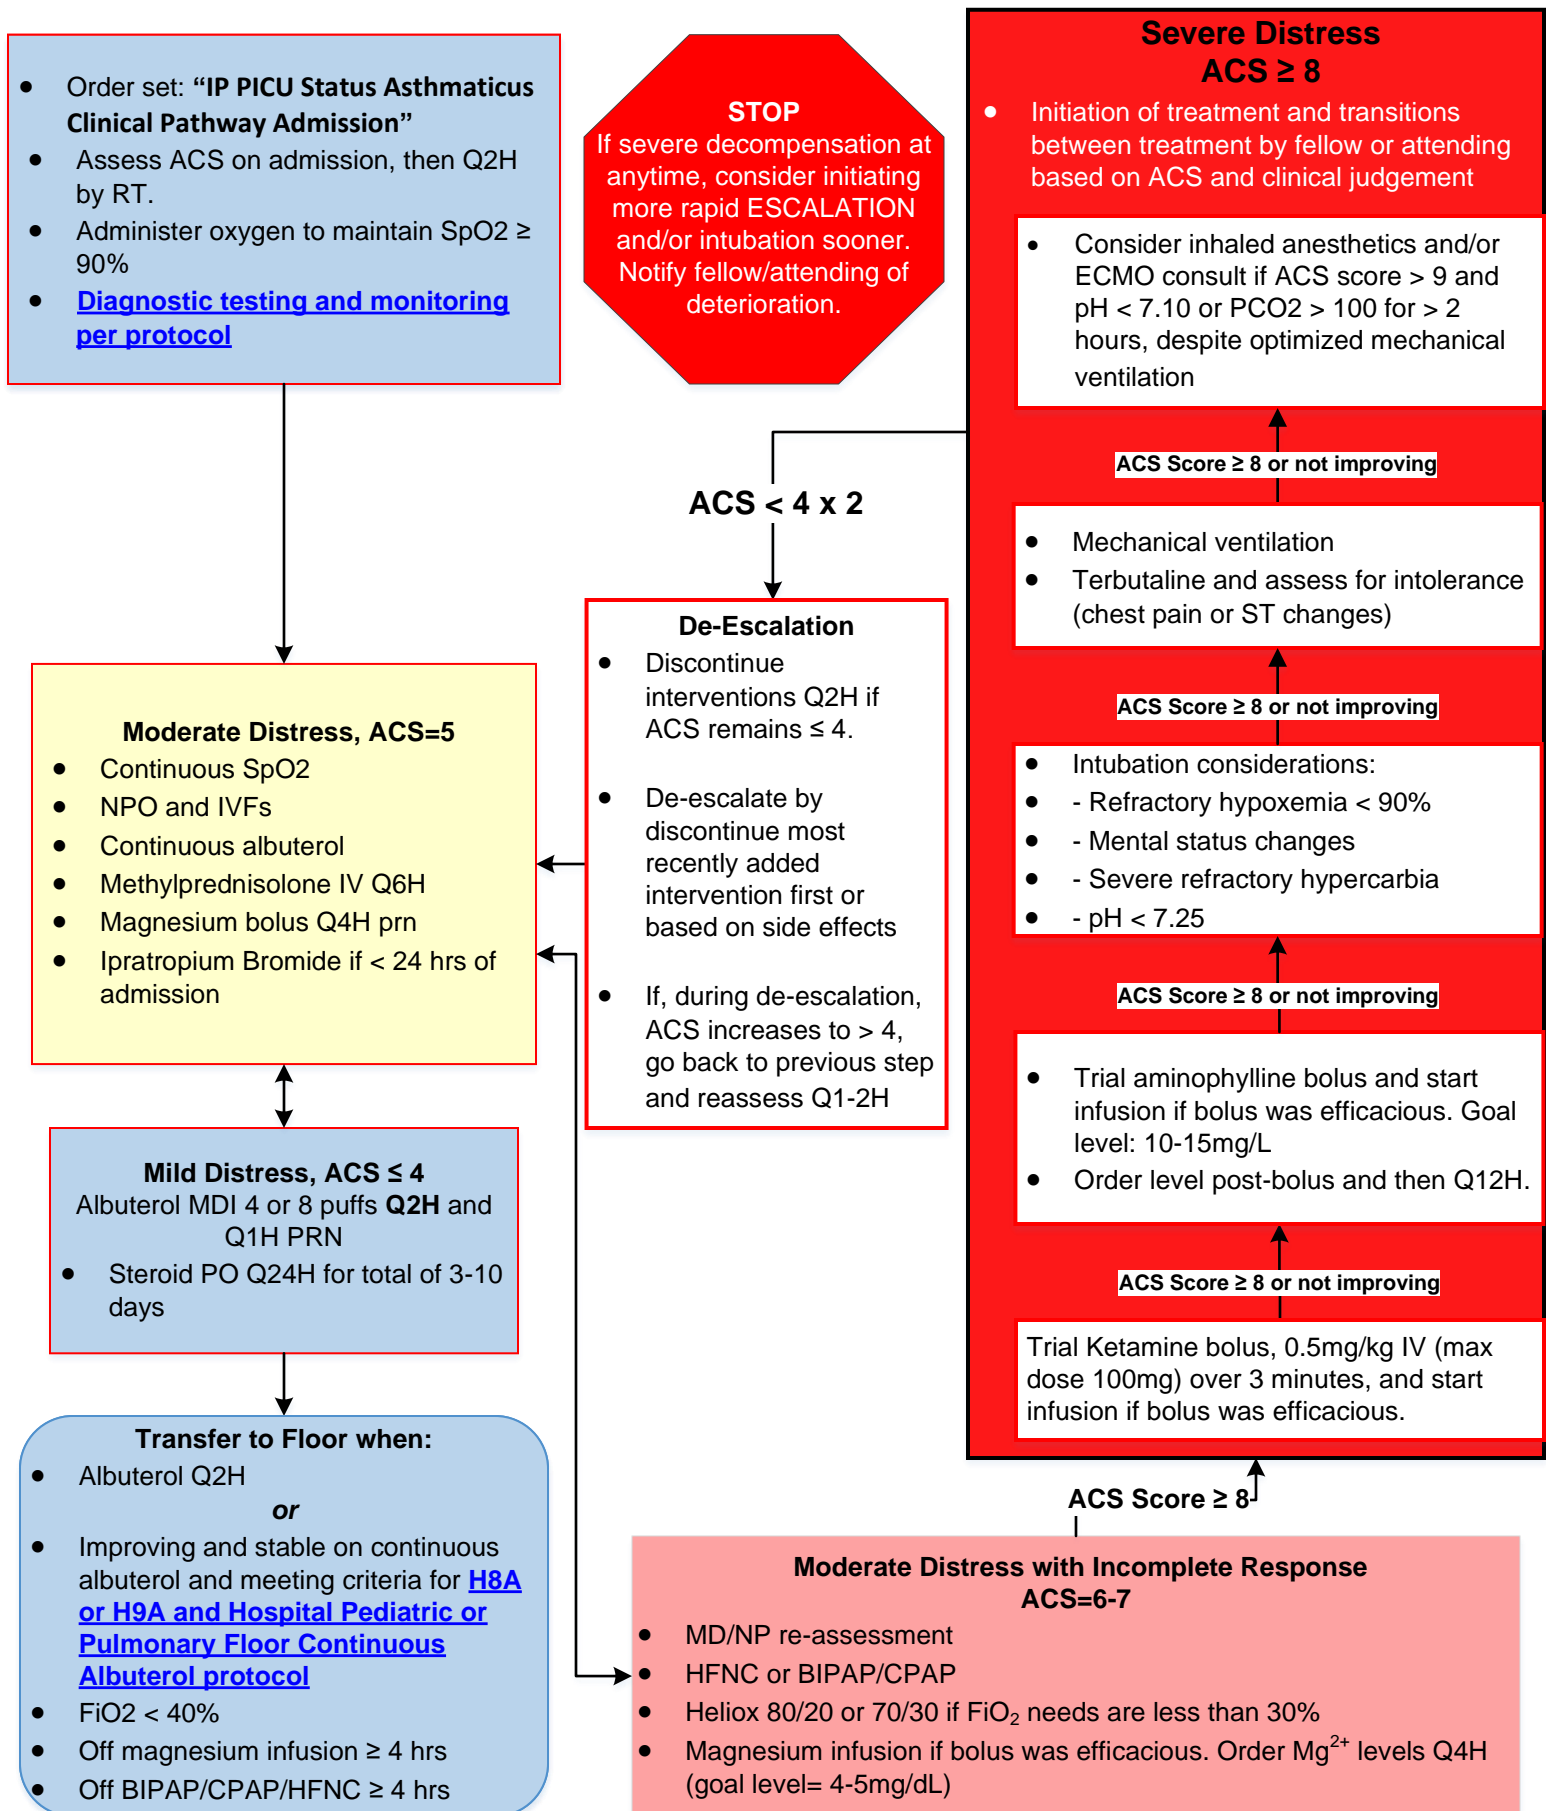 ● Order set: “IP PICU Status Asthmaticus
Clinical Pathway Admission”
● Assess ACS on admission, then Q2H
by RT.
● Administer oxygen to maintain SpO2 ≥
90%
● Diagnostic testing and monitoring
per protocol
STOP
If severe decompensation at
anytime, consider initiating
more rapid ESCALATION
and/or intubation sooner.
Notify fellow/attending of
deterioration.
Severe Distress
ACS ≥ 8
● Initiation of treatment and transitions
between treatment by fellow or attending
based on ACS and clinical judgement
● Consider inhaled anesthetics and/or
ECMO consult if ACS score > 9 and
pH < 7.10 or PCO2 > 100 for > 2
hours, despite optimized mechanical
ventilation
ACS Score ≥ 8 or not improving
● Mechanical ventilation
● Terbutaline and assess for intolerance
(chest pain or ST changes)
ACS Score ≥ 8 or not improving
● Intubation considerations:
● - Refractory hypoxemia < 90%
● - Mental status changes
● - Severe refractory hypercarbia
● - pH < 7.25
ACS Score ≥ 8 or not improving
● Trial aminophylline bolus and start
infusion if bolus was efficacious. Goal
level: 10-15mg/L
● Order level post-bolus and then Q12H.
ACS Score ≥ 8 or not improving
Trial Ketamine bolus, 0.5mg/kg IV (max
dose 100mg) over 3 minutes, and start
infusion if bolus was efficacious.
ACS < 4 x 2
De-Escalation
● Discontinue
interventions Q2H if
ACS remains ≤ 4.
● De-escalate by
discontinue most
recently added
intervention first or
based on side effects
● If, during de-escalation,
ACS increases to > 4,
go back to previous step
and reassess Q1-2H
Moderate Distress, ACS=5
● Continuous SpO2
● NPO and IVFs
● Continuous albuterol
● Methylprednisolone IV Q6H
● Magnesium bolus Q4H prn
● Ipratropium Bromide if < 24 hrs of
admission
Mild Distress, ACS ≤ 4
Albuterol MDI 4 or 8 puffs Q2H and
Q1H PRN
● Steroid PO Q24H for total of 3-10
days
Transfer to Floor when:
● Albuterol Q2H
or
● Improving and stable on continuous
albuterol and meeting criteria for H8A
or H9A and Hospital Pediatric or
Pulmonary Floor Continuous
Albuterol protocol
● FiO2 < 40%
● Off magnesium infusion ≥ 4 hrs
● Off BIPAP/CPAP/HFNC ≥ 4 hrs
ACS Score ≥ 8
Moderate Distress with Incomplete Response
ACS=6-7
● MD/NP re-assessment
● HFNC or BIPAP/CPAP
● Heliox 80/20 or 70/30 if FiO₂ needs are less than 30%
● Magnesium infusion if bolus was efficacious. Order Mg²⁺ levels Q4H
(goal level= 4-5mg/dL)